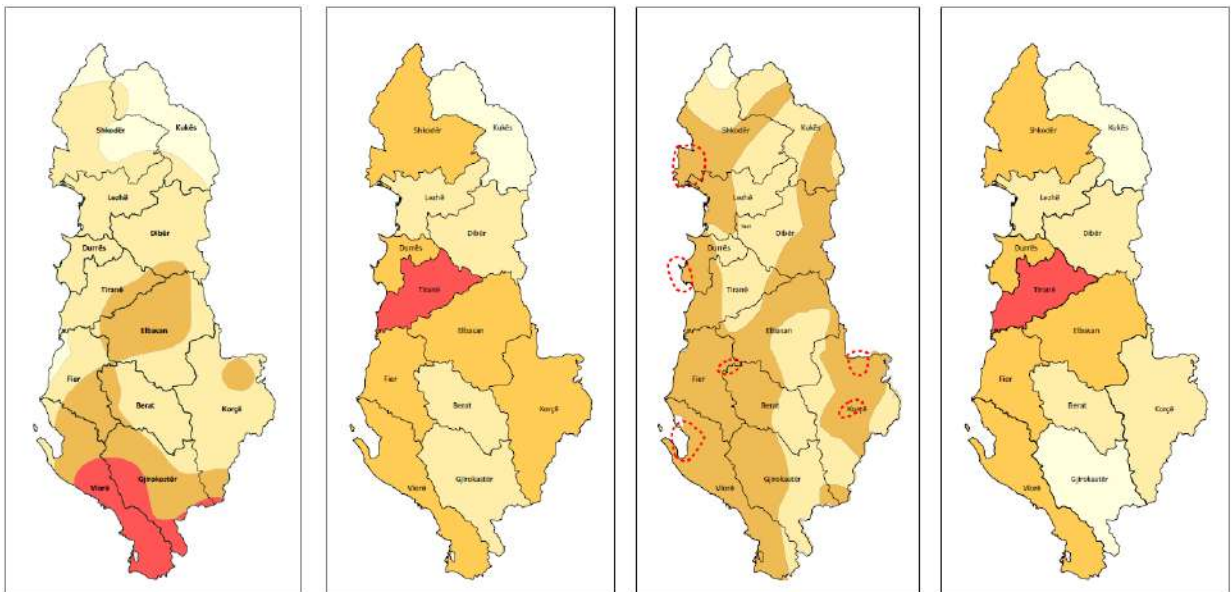 Shkodër
Kukës
Lezhë
Dibër
Durrës
Tiranë
Elbasan
Fier
Berat
Korçë
Vlorë
Gjirokastër
Shkodër
Kukës
Lezhë
Dibër
Durrës
Tiranë
Elbasan
Fier
Berat
Korçë
Vlorë
Gjirokastër
Shkodër
Kukës
Lezhë
Dibër
Durrës
Tiranë
Elbasan
Fier
Berat
Korçë
Vlorë
Gjirokastër
Shkodër
Kukës
Lezhë
Dibër
Durrës
Tiranë
Elbasan
Fier
Berat
Korçë
Vlorë
Gjirokastër